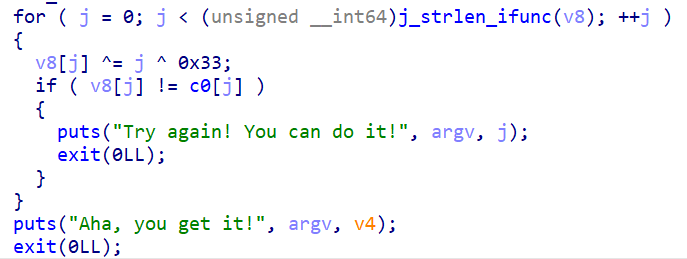 for ( j = 0; j < (unsigned __int64)j_strlen_ifunc(v8); ++j )
{
v8[j] ^= j ^ 0x33;
if ( v8[j] != c0[j] )
{
puts("Try again! You can do it!", argv, j);
exit(0LL);
}
}
puts("Aha, you get it!", argv, v4);
exit(0LL);